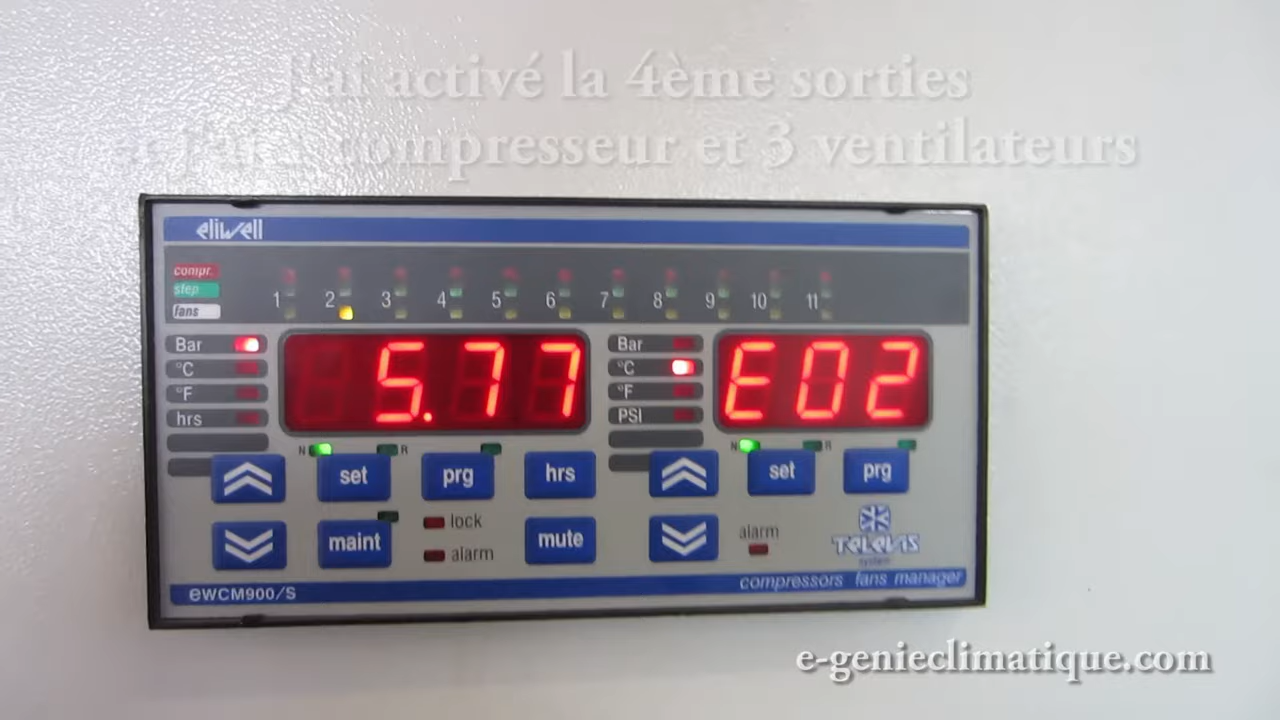 J'ai activé la 4ème sorties
compresseur et 3 ventilateurs
eliwell
compr.
step
fans
1 2 3 4 5 6 7 8 9 10 11
Bar
°C
°F
hrs
5.77
Bar
°C
°F
PSI
E02
N R
N R
set prg hrs
set prg
maint
lock
alarm
mute
alarm
TELEVIS
system
compressors fans manager
eWCM900/S
e-genieclimatique.com